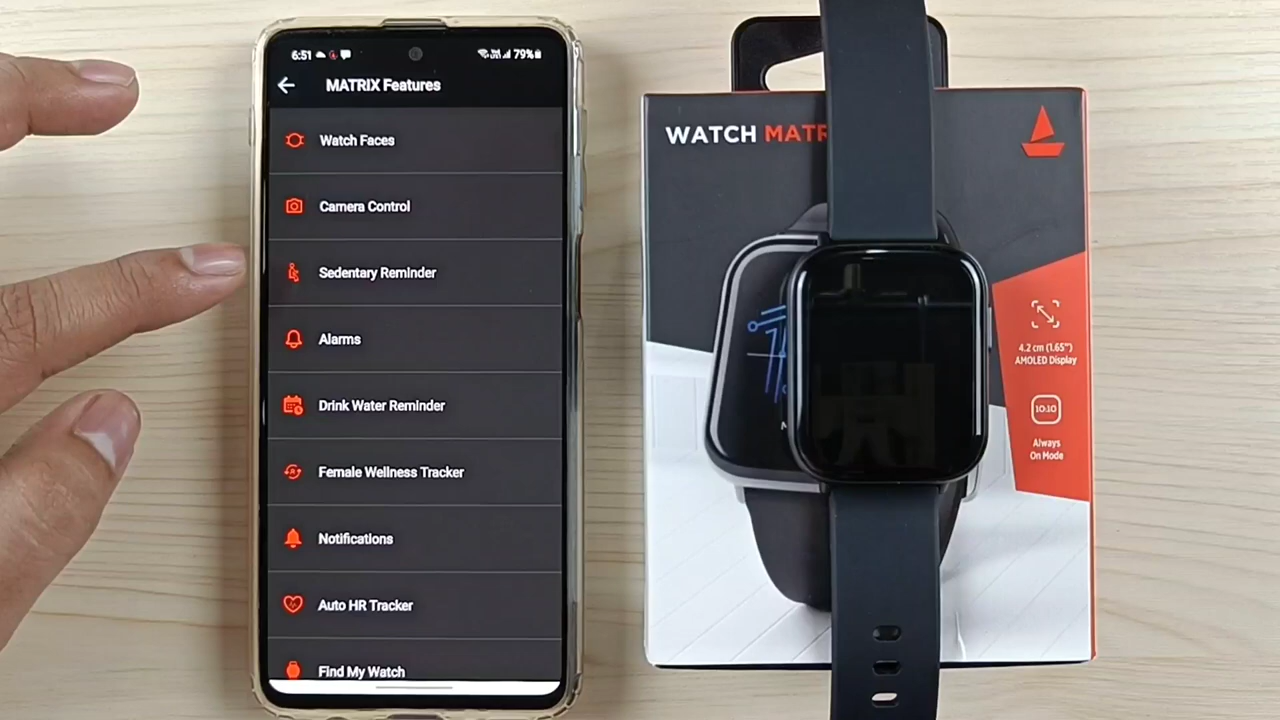 6:51
79%
MATRIX Features
Watch Faces
Camera Control
Sedentary Reminder
Alarms
Drink Water Reminder
Female Wellness Tracker
Notifications
Auto HR Tracker
Find My Watch
WATCH MATR
4.2 cm (1.65")
AMOLED Display
10:10
Always
On Mode